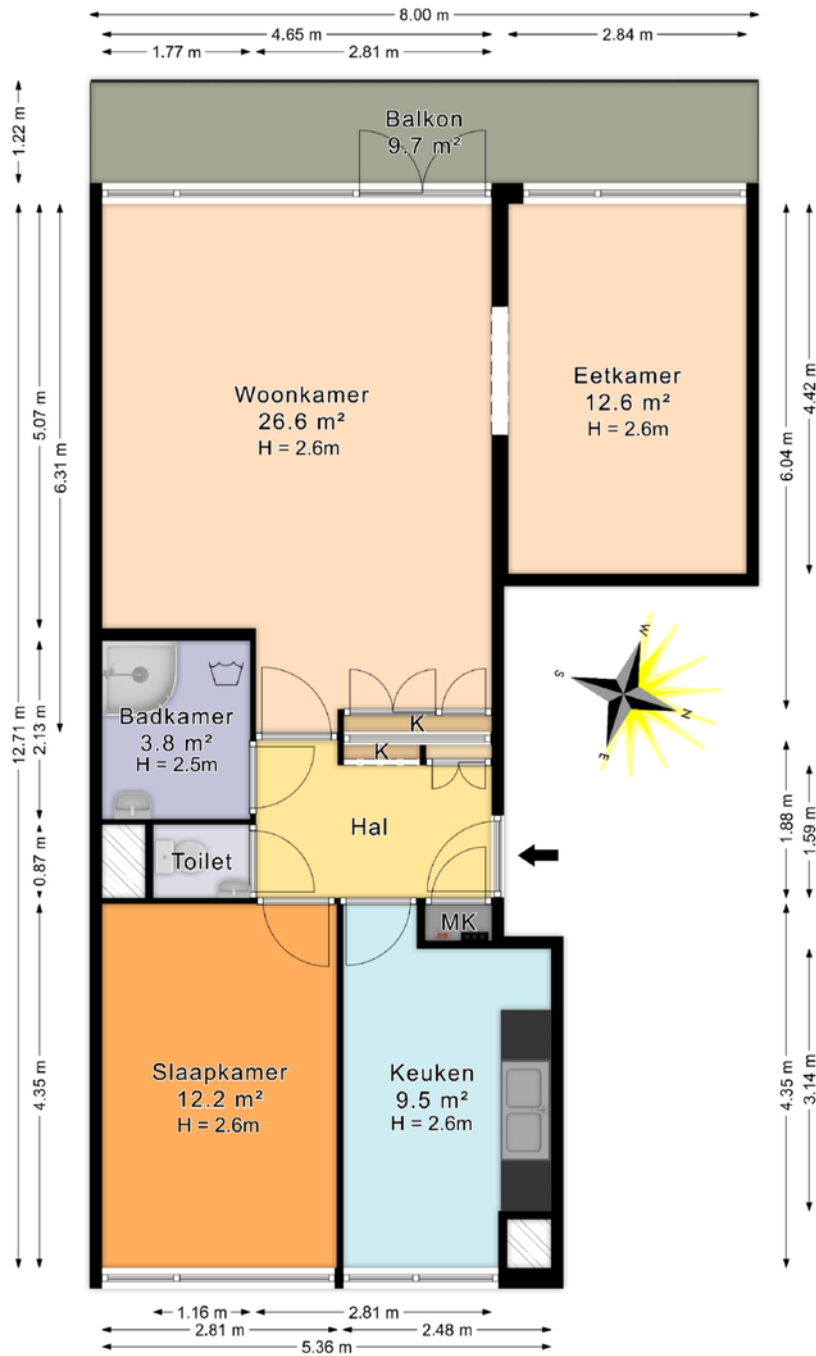 8.00 m
4.65 m
2.84 m
1.77 m
2.81 m
1.22 m
Balkon
9.7 m²
Woonkamer
26.6 m²
H = 2.6m
Eetkamer
12.6 m²
H = 2.6m
5.07 m
6.31 m
12.71 m
2.13 m
0.87 m
4.35 m
6.04 m
4.42 m
1.88 m
1.59 m
4.35 m
3.14 m
W
S
N
E
K
K
Badkamer
3.8 m²
H = 2.5m
Hal
Toilet
MK
Slaapkamer
12.2 m²
H = 2.6m
Keuken
9.5 m²
H = 2.6m
1.16 m
2.81 m
2.81 m
2.48 m
5.36 m